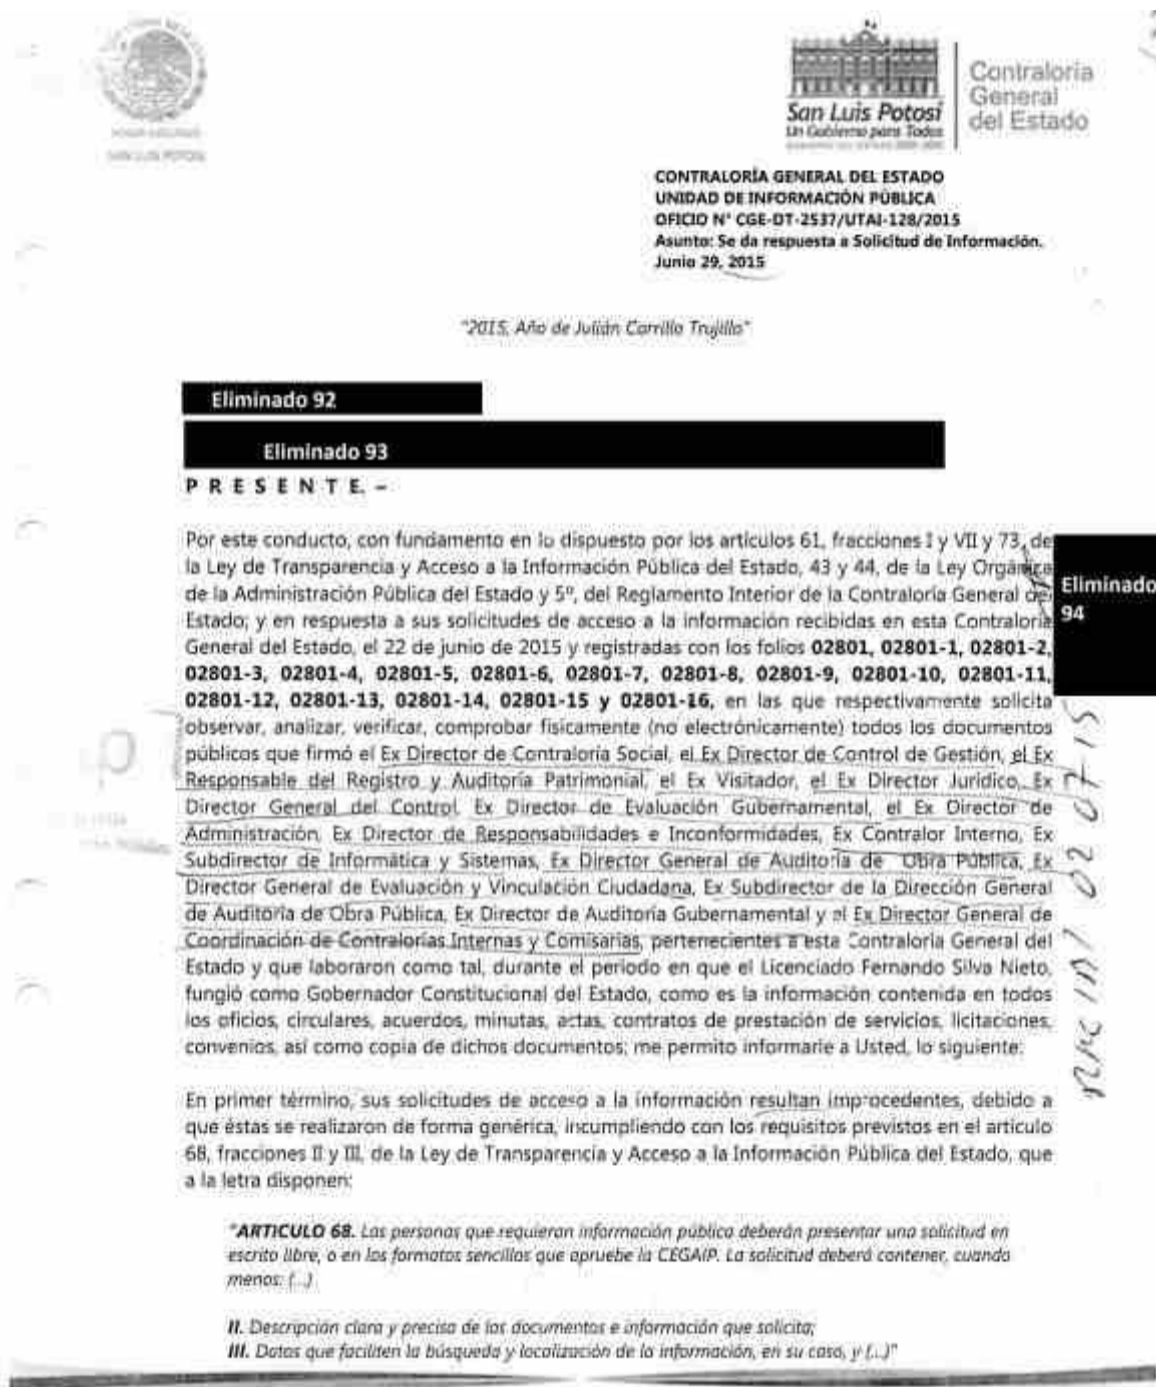 SAN LUIS POTOSI
San Luis Potosí
Un Gobierno para Todos
Contraloría
General
del Estado
CONTRALORÍA GENERAL DEL ESTADO
UNIDAD DE INFORMACIÓN PÚBLICA
OFICIO N° CGE-DT-2537/UTAI-128/2015
Asunto: Se da respuesta a Solicitud de Información.
Junio 29, 2015
"2015, Año de Julián Carrillo Trujillo"
Eliminado 92
Eliminado 93
P R E S E N T E. –
Por este conducto, con fundamento en lo dispuesto por los artículos 61, fracciones I y VII y 73, de
la Ley de Transparencia y Acceso a la Información Pública del Estado, 43 y 44, de la Ley Orgánica
de la Administración Pública del Estado y 5º, del Reglamento Interior de la Contraloría General del
Estado; y en respuesta a sus solicitudes de acceso a la información recibidas en esta Contraloría
General del Estado, el 22 de junio de 2015 y registradas con los folios 02801, 02801-1, 02801-2,
02801-3, 02801-4, 02801-5, 02801-6, 02801-7, 02801-8, 02801-9, 02801-10, 02801-11,
02801-12, 02801-13, 02801-14, 02801-15 y 02801-16, en las que respectivamente solicita
observar, analizar, verificar, comprobar físicamente (no electrónicamente) todos los documentos
públicos que firmó el Ex Director de Contraloría Social, el Ex Director de Control de Gestión, el Ex
Responsable del Registro y Auditoría Patrimonial, el Ex Visitador, el Ex Director Jurídico, Ex
Director General del Control, Ex Director de Evaluación Gubernamental, el Ex Director de
Administración, Ex Director de Responsabilidades e Inconformidades, Ex Contralor Interno, Ex
Subdirector de Informática y Sistemas, Ex Director General de Auditoría de Obra Pública, Ex
Director General de Evaluación y Vinculación Ciudadana, Ex Subdirector de la Dirección General
de Auditoría de Obra Pública, Ex Director de Auditoría Gubernamental y el Ex Director General de
Coordinación de Contralorías Internas y Comisarías, pertenecientes a esta Contraloría General del
Estado y que laboraron como tal, durante el periodo en que el Licenciado Fernando Silva Nieto,
fungió como Gobernador Constitucional del Estado, como es la información contenida en todos
los oficios, circulares, acuerdos, minutas, actas, contratos de prestación de servicios, licitaciones,
convenios, así como copia de dichos documentos; me permito informarle a Usted, lo siguiente:
Eliminado
94
02-07-15
En primer término, sus solicitudes de acceso a la información resultan improcedentes, debido a
que éstas se realizaron de forma genérica, incumpliendo con los requisitos previstos en el artículo
68, fracciones II y III, de la Ley de Transparencia y Acceso a la Información Pública del Estado, que
a la letra disponen:
"ARTICULO 68. Las personas que requieran información pública deberán presentar una solicitud en
escrito libre, o en los formatos sencillos que apruebe la CEGAIP. La solicitud deberá contener, cuando
menos: (...)
II. Descripción clara y precisa de los documentos e información que solicita;
III. Datos que faciliten la búsqueda y localización de la información, en su caso, y (...)"